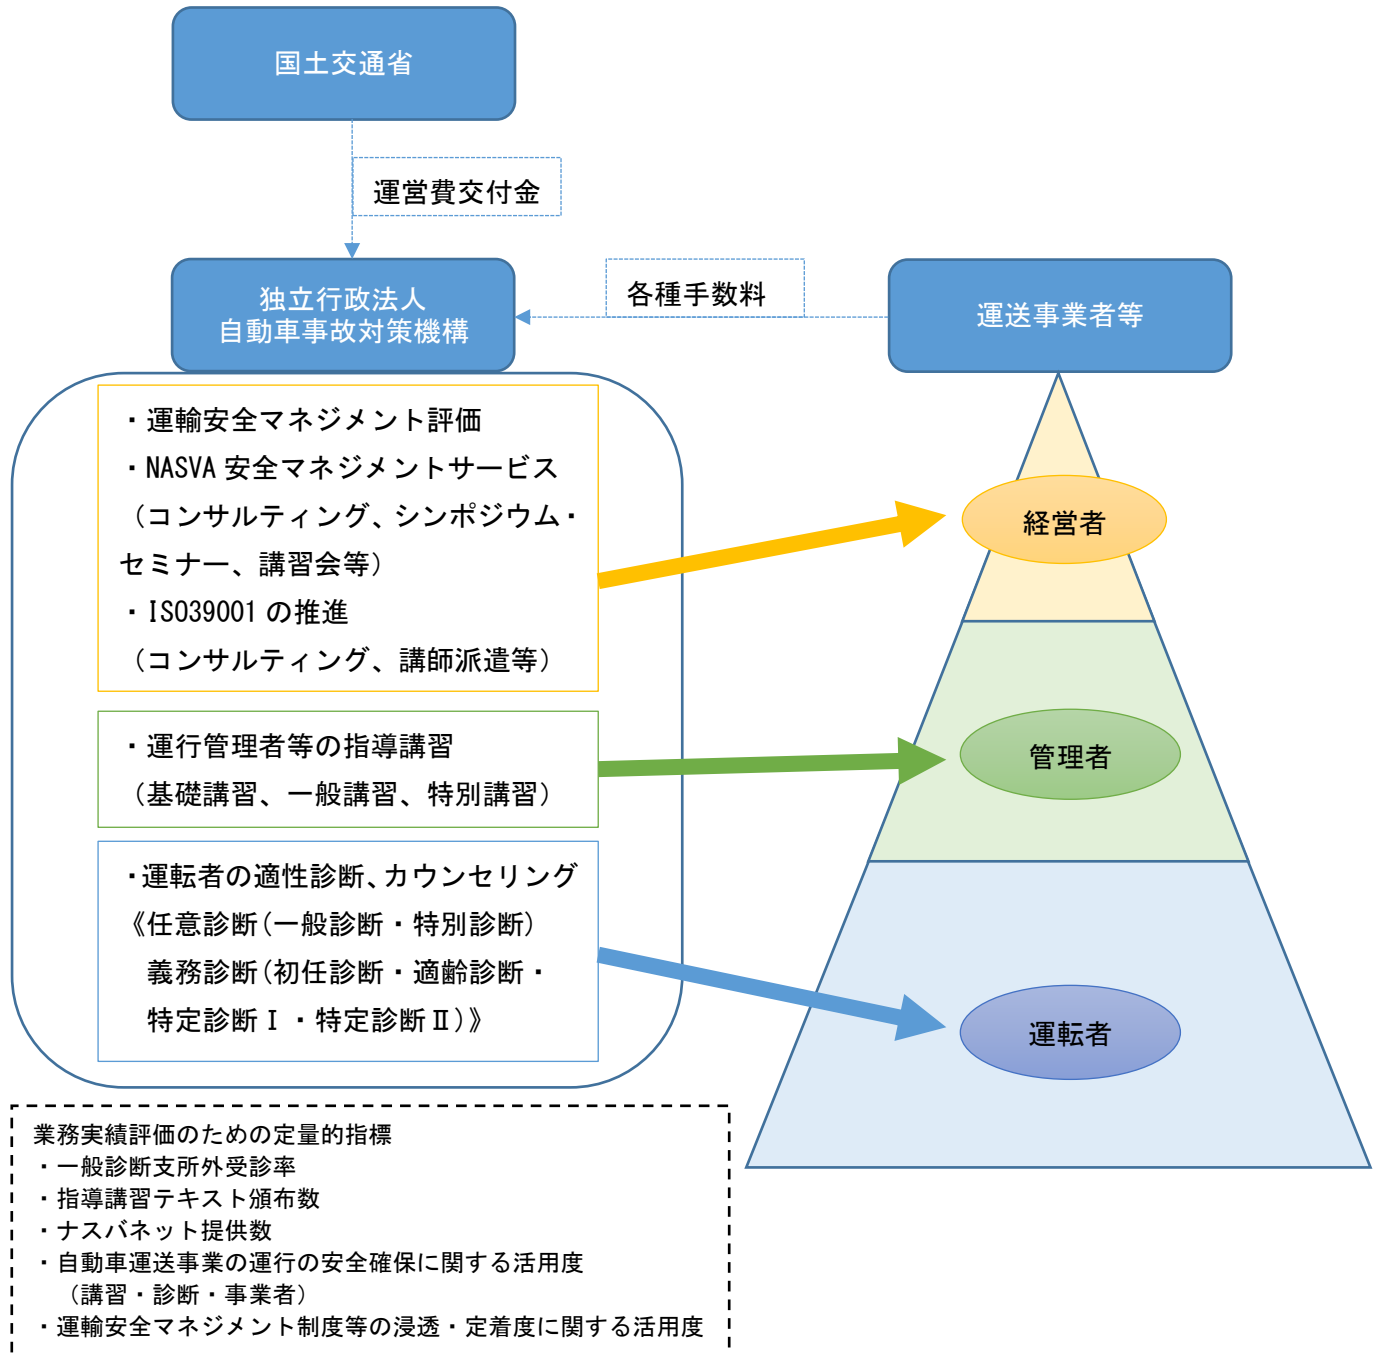 国土交通省
運営費交付金
独立行政法人
自動車事故対策機構
各種手数料
運送事業者等
・運輸安全マネジメント評価
・NASVA安全マネジメントサービス
（コンサルティング、シンポジウム・
セミナー、講習会等）
・ISO39001の推進
（コンサルティング、講師派遣等）
・運行管理者等の指導講習
（基礎講習、一般講習、特別講習）
・運転者の適性診断、カウンセリング
《任意診断(一般診断・特別診断)
義務診断(初任診断・適齢診断・
特定診断Ⅰ・特定診断Ⅱ)》
経営者
管理者
運転者
業務実績評価のための定量的指標
・一般診断支所外受診率
・指導講習テキスト頒布数
・ナスバネット提供数
・自動車運送事業の運行の安全確保に関する活用度
（講習・診断・事業者）
・運輸安全マネジメント制度等の浸透・定着度に関する活用度